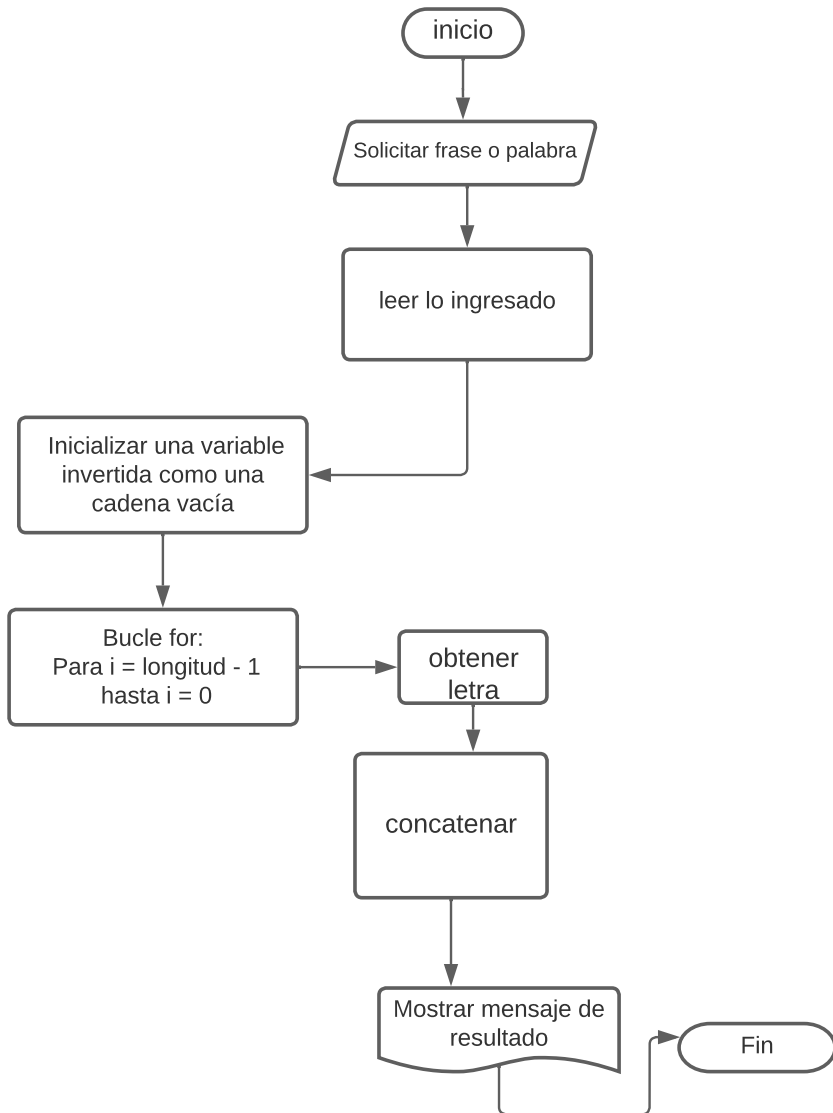 inicio
Solicitar frase o palabra
leer lo ingresado
Inicializar una variable
invertida como una
cadena vacía
Bucle for:
Para i = longitud - 1
hasta i = 0
obtener
letra
concatenar
Mostrar mensaje de
resultado
Fin